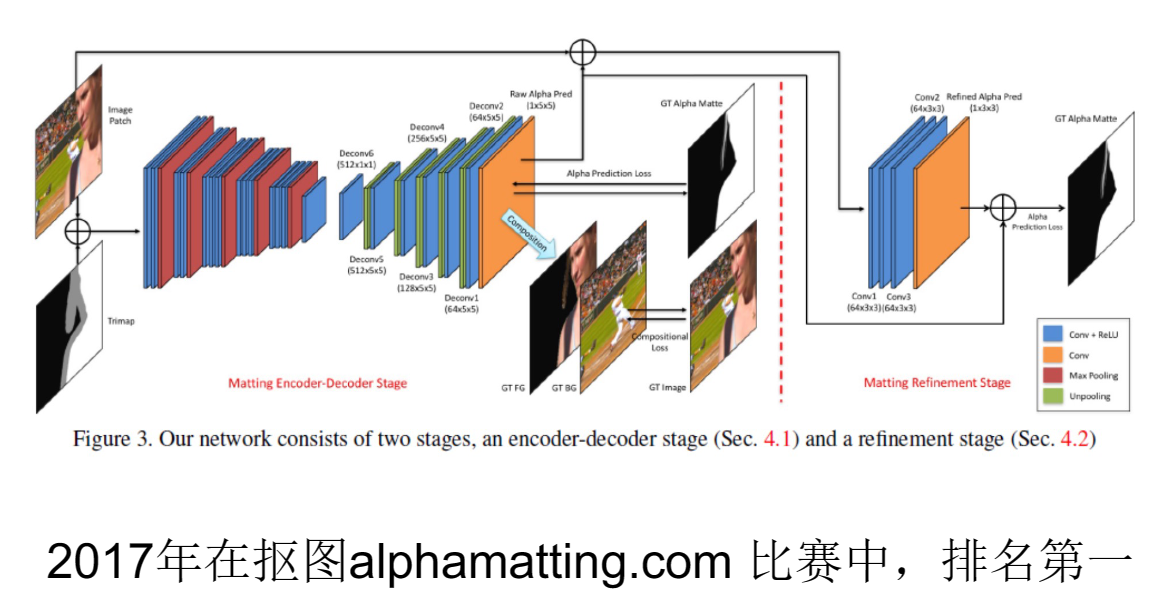 Image
Patch
Trimap
Deconv6
(512x1x1)
Deconv5
(512x5x5)
Deconv4
(256x5x5)
Deconv3
(128x5x5)
Deconv2
(64x5x5)
Deconv1
(64x5x5)
Raw Alpha Pred
(1x5x5)
Composition
Alpha Prediction Loss
GT Alpha Matte
GT FG
GT BG
Compositional
Loss
GT Image
Matting Encoder-Decoder Stage
Conv2
(64x3x3)
Refined Alpha Pred
(1x3x3)
Conv1
(64x3x3)
Conv3
(64x3x3)
Alpha
Prediction Loss
GT Alpha Matte
Matting Refinement Stage
Conv + ReLU
Conv
Max Pooling
Unpooling
Figure 3. Our network consists of two stages, an encoder-decoder stage (Sec. 4.1) and a refinement stage (Sec. 4.2)
2017年在抠图alphamatting.com 比赛中，排名第一